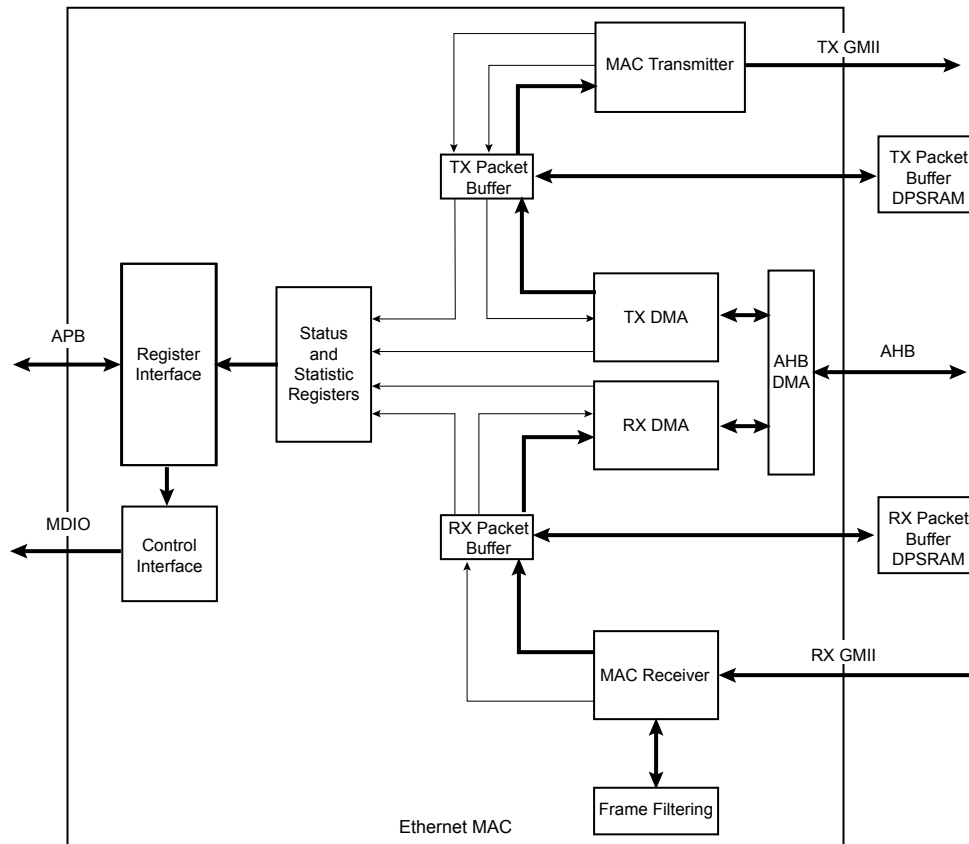 TX GMII
MAC Transmitter
TX Packet
Buffer
TX Packet
Buffer
DPSRAM
APB
Register
Interface
Status
and
Statistic
Registers
TX DMA
RX DMA
AHB
DMA
AHB
MDIO
Control
Interface
RX Packet
Buffer
RX Packet
Buffer
DPSRAM
MAC Receiver
RX GMII
Frame Filtering
Ethernet MAC